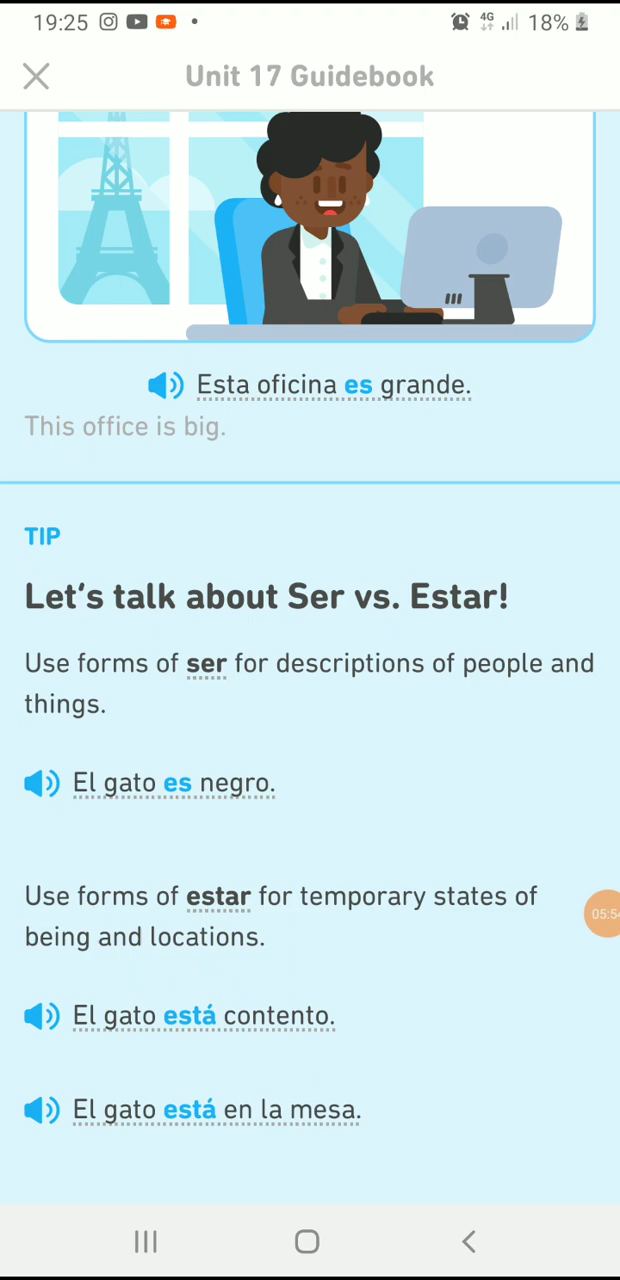 19:25
4G
18%
Unit 17 Guidebook
Esta oficina es grande.
This office is big.
TIP
Let's talk about Ser vs. Estar!
Use forms of ser for descriptions of people and
things.
El gato es negro.
Use forms of estar for temporary states of
being and locations.
El gato está contento.
El gato está en la mesa.